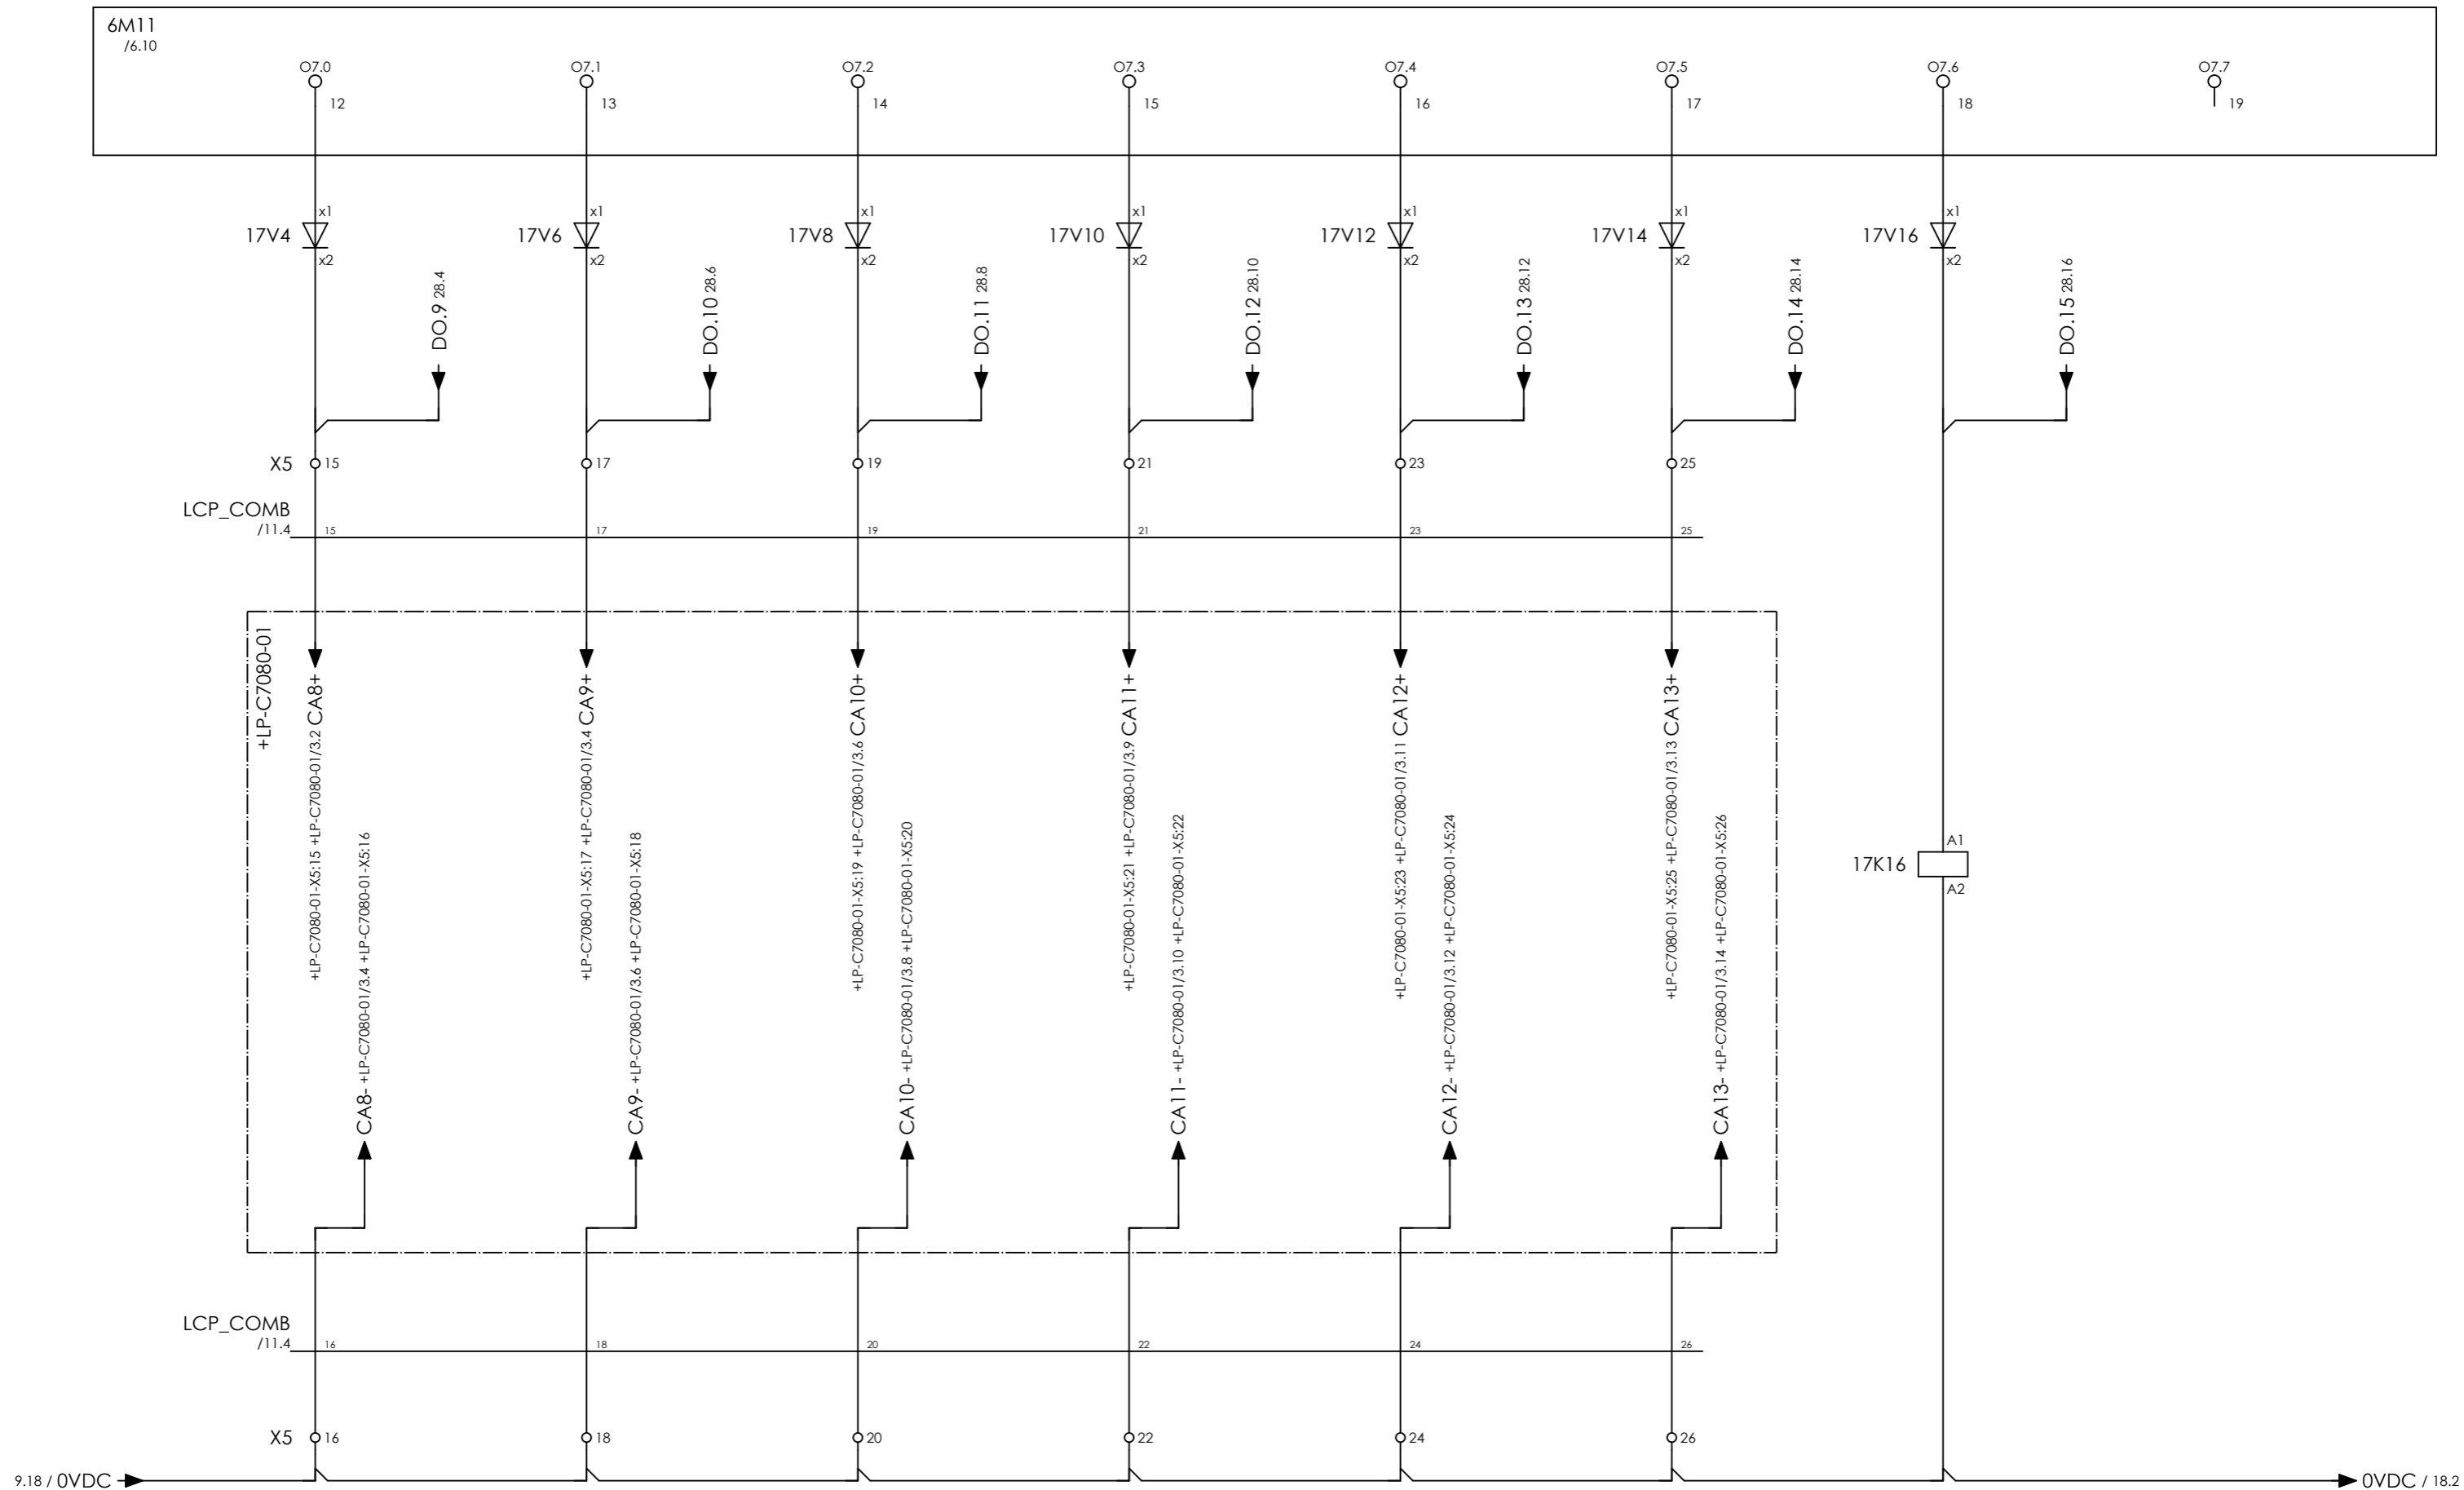 6M11
/6.10
O7.0 O7.1 O7.2 O7.3 O7.4 O7.5 O7.6 O7.7
12 13 14 15 16 17 18 19
x1 x1 x1 x1 x1 x1 x1
17V4 17V6 17V8 17V10 17V12 17V14 17V16
x2 x2 x2 x2 x2 x2 x2
DO.9 28.4
DO.10 28.6
DO.11 28.8
DO.12 28.10
DO.13 28.12
DO.14 28.14
DO.15 28.16
X5 15 17 19 21 23 25
LCP_COMB
/11.4 15 17 19 21 23 25
+LP-C7080-01
+LP-C7080-01-X5:15 +LP-C7080-01/3.2 CA8+
CA8- +LP-C7080-01/3.4 +LP-C7080-01-X5:16
+LP-C7080-01-X5:17 +LP-C7080-01/3.4 CA9+
CA9- +LP-C7080-01/3.6 +LP-C7080-01-X5:18
+LP-C7080-01-X5:19 +LP-C7080-01/3.6 CA10+
CA10- +LP-C7080-01/3.8 +LP-C7080-01-X5:20
+LP-C7080-01-X5:21 +LP-C7080-01/3.9 CA11+
CA11- +LP-C7080-01/3.10 +LP-C7080-01-X5:22
+LP-C7080-01-X5:23 +LP-C7080-01/3.11 CA12+
CA12- +LP-C7080-01/3.12 +LP-C7080-01-X5:24
+LP-C7080-01-X5:25 +LP-C7080-01/3.13 CA13+
CA13- +LP-C7080-01/3.14 +LP-C7080-01-X5:26
A1
17K16
A2
LCP_COMB
/11.4 16 18 20 22 24 26
X5 16 18 20 22 24 26
9.18 / 0VDC 0VDC / 18.2